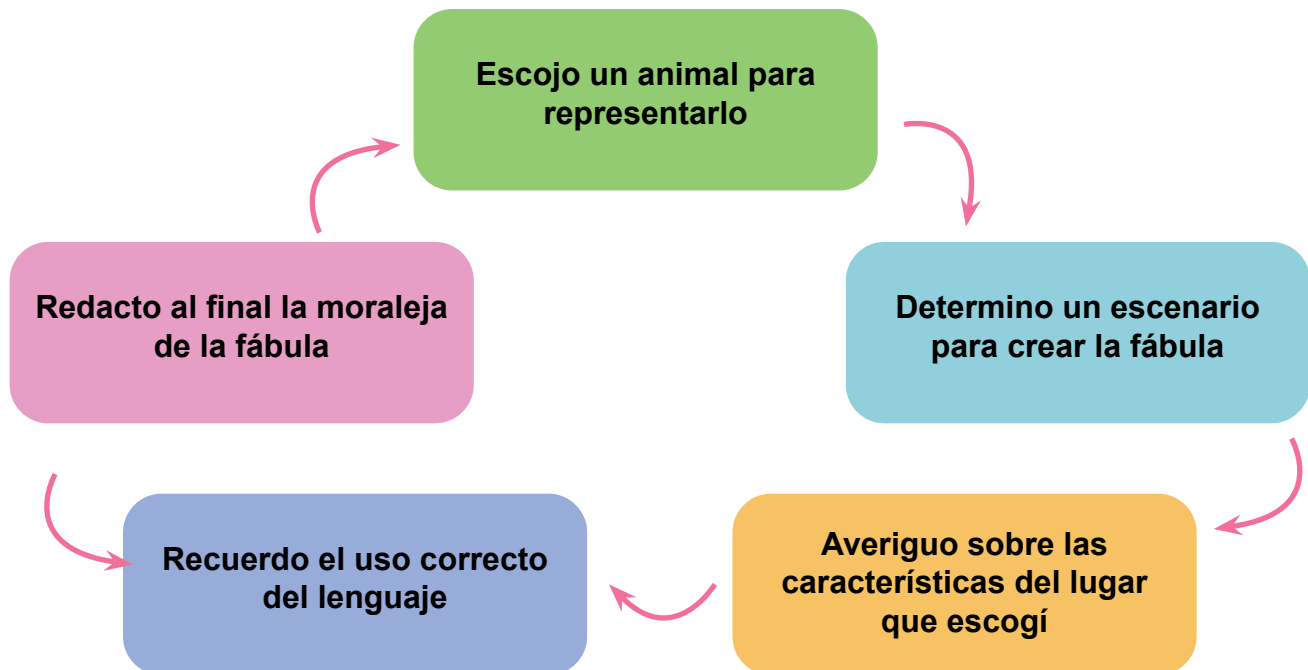 Escojo un animal para
representarlo
Determino un escenario
para crear la fábula
Averiguo sobre las
características del lugar
que escogí
Recuerdo el uso correcto
del lenguaje
Redacto al final la moraleja
de la fábula